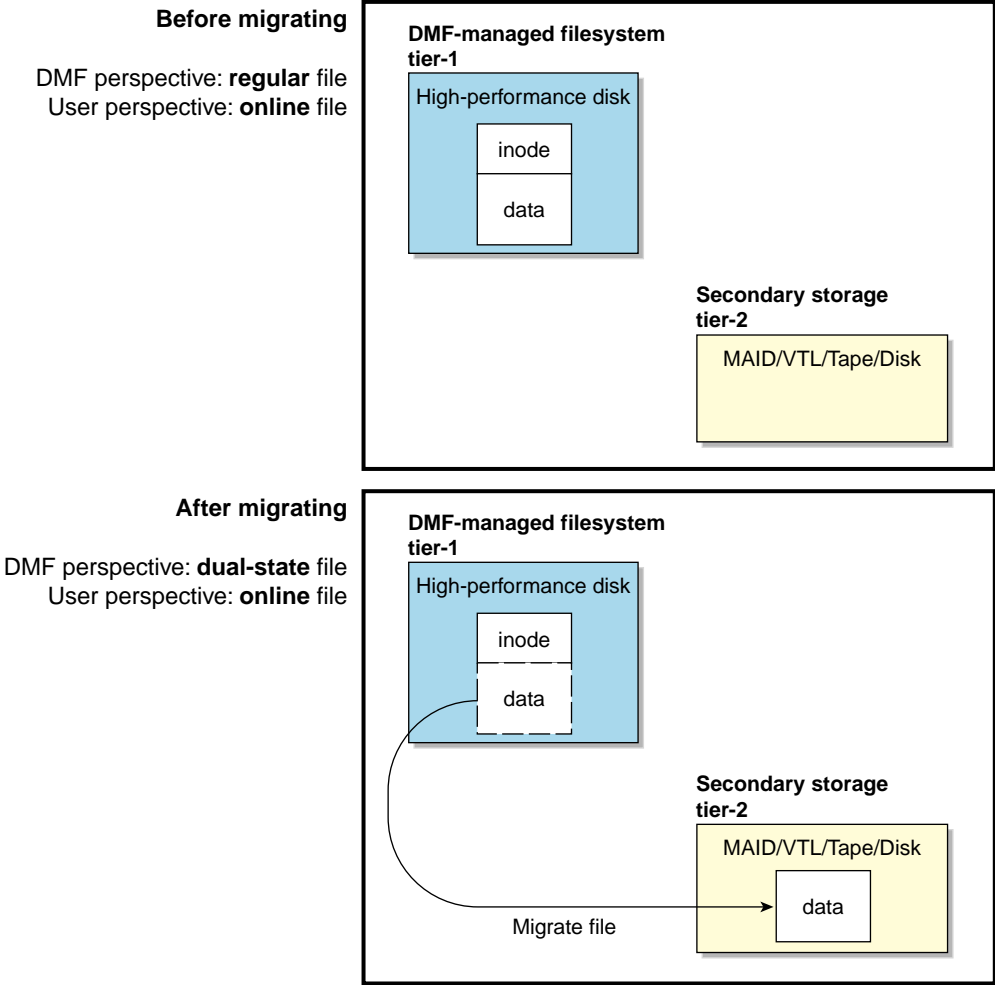 Before migrating
DMF perspective: regular file
User perspective: online file
DMF-managed filesystem
tier-1
High-performance disk
inode
data
Secondary storage
tier-2
MAID/VTL/Tape/Disk
After migrating
DMF perspective: dual-state file
User perspective: online file
DMF-managed filesystem
tier-1
High-performance disk
inode
data
Secondary storage
tier-2
MAID/VTL/Tape/Disk
data
Migrate file